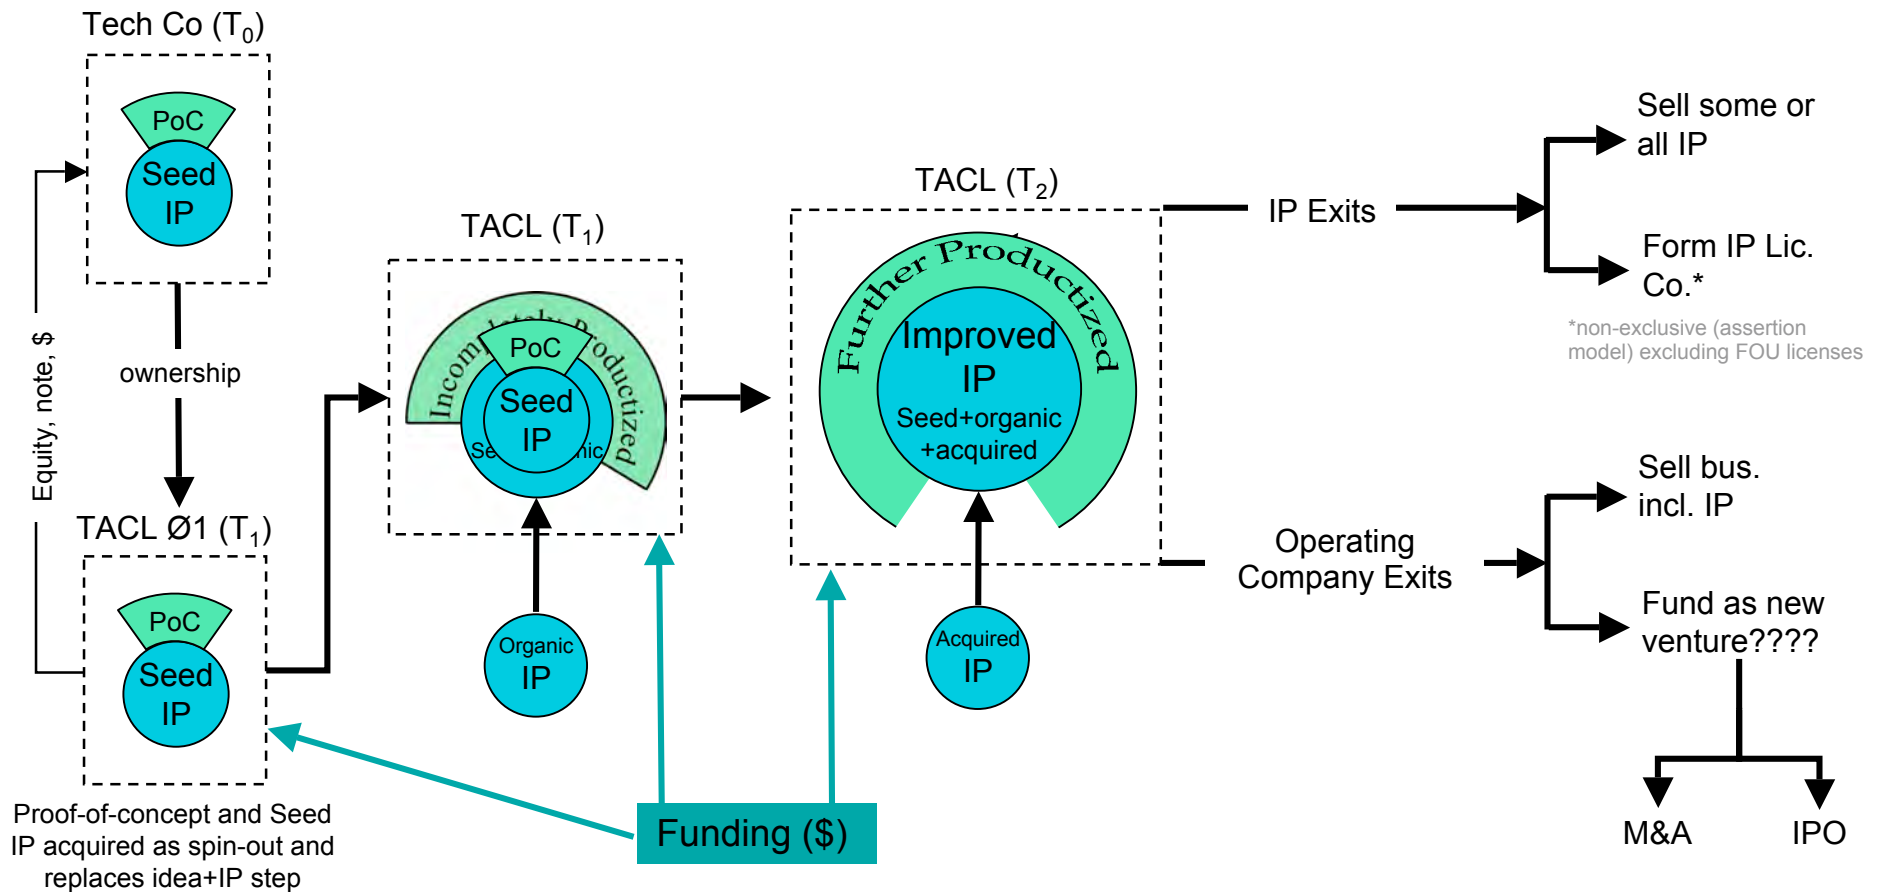 Tech Co (T0)
PoC
Seed
IP
Equity, note, $
ownership
TACL Ø1 (T1)
PoC
Seed
IP
Proof-of-concept and Seed
IP acquired as spin-out and
replaces idea+IP step
TACL (T1)
Productized
PoC
Seed
IP
Organic
IP
Funding ($)
TACL (T2)
Further Productized
Improved
IP
Seed+organic
+acquired
Acquired
IP
IP Exits
Sell some or
all IP
Form IP Lic.
Co.*
*non-exclusive (assertion
model) excluding FOU licenses
Operating
Company Exits
Sell bus.
incl. IP
Fund as new
venture????
M&A
IPO